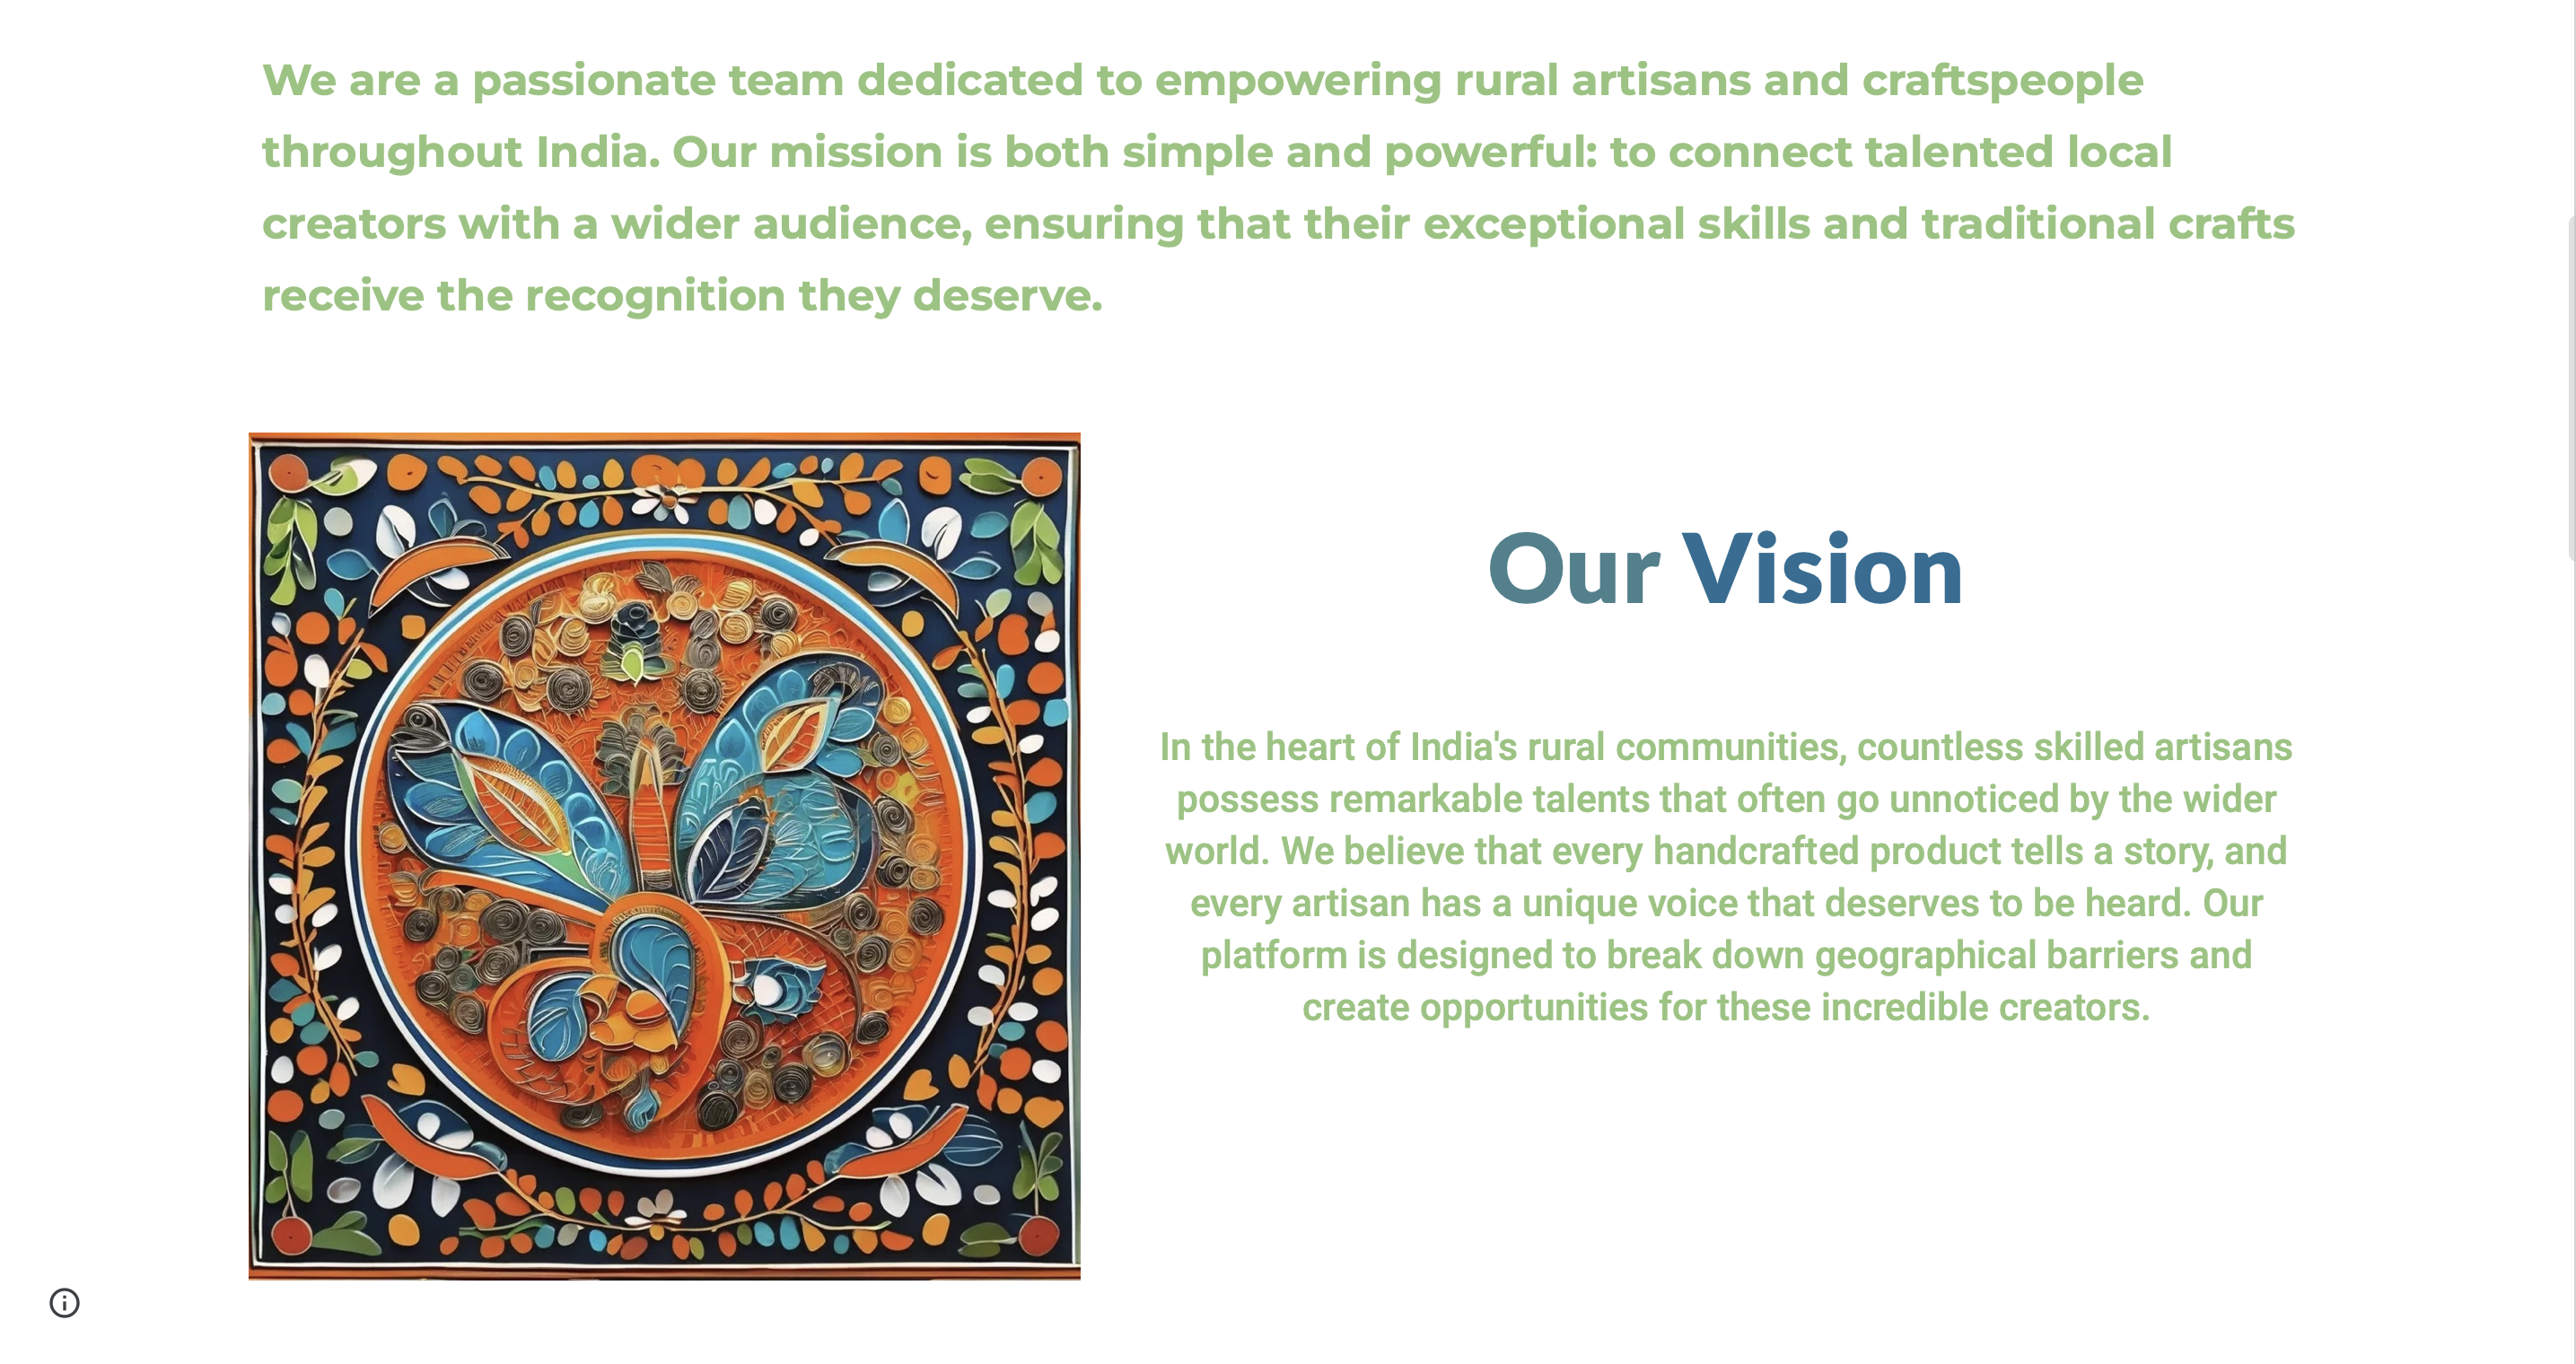 We are a passionate team dedicated to empowering rural artisans and craftspeople
throughout India. Our mission is both simple and powerful: to connect talented local
creators with a wider audience, ensuring that their exceptional skills and traditional crafts
receive the recognition they deserve.
Our Vision
In the heart of India's rural communities, countless skilled artisans
possess remarkable talents that often go unnoticed by the wider
world. We believe that every handcrafted product tells a story, and
every artisan has a unique voice that deserves to be heard. Our
platform is designed to break down geographical barriers and
create opportunities for these incredible creators.